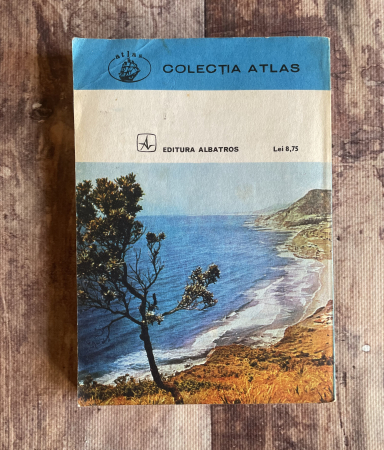 atlas
COLECȚIA ATLAS
EDITURA ALBATROS Lei 8,75